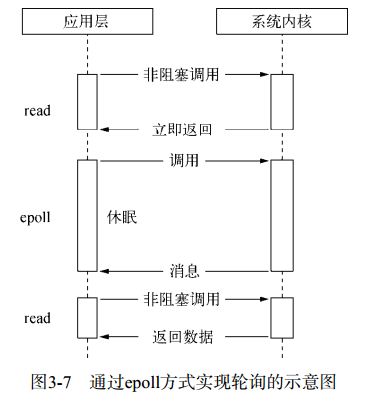 应用层 系统内核
非阻塞调用
read
立即返回
调用
epoll 休眠
消息
非阻塞调用
read
返回数据
图3-7 通过epoll方式实现轮询的示意图